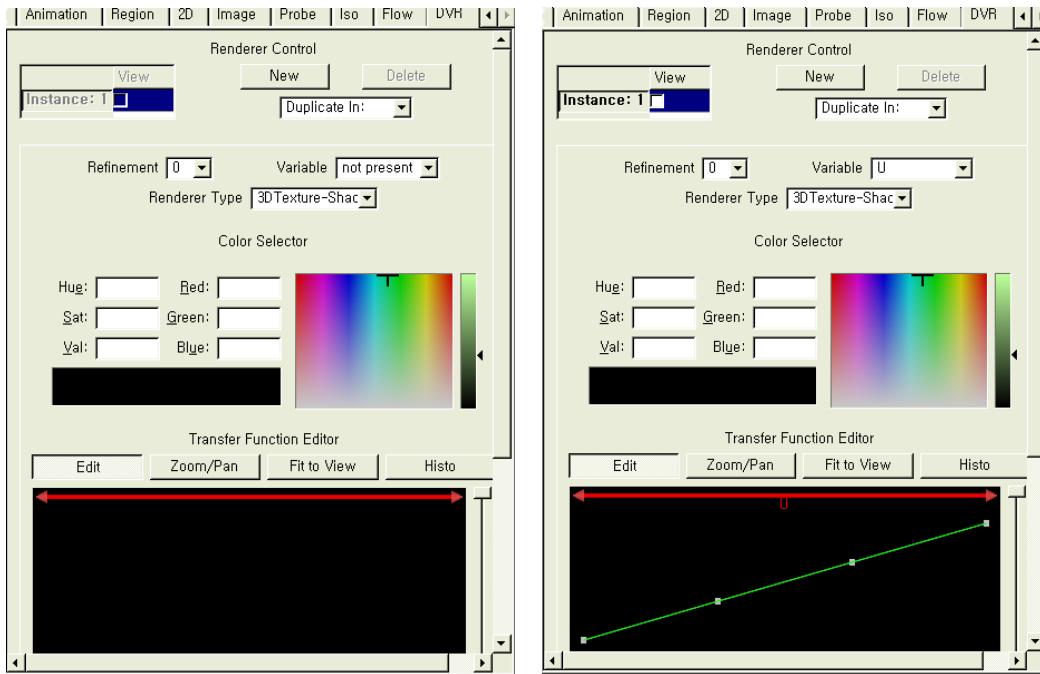 Animation Region 2D Image Probe Iso Flow DVR
Renderer Control
View
New Delete
Instance: 1
Duplicate In:
Refinement 0 Variable not present
Renderer Type 3DTexture-Shac
Color Selector
Hue: Red:
Sat: Green:
Val: Blue:
Transfer Function Editor
Edit Zoom/Pan Fit to View Histo
Animation Region 2D Image Probe Iso Flow DVR
Renderer Control
View
New Delete
Instance: 1
Duplicate In:
Refinement 0 Variable U
Renderer Type 3DTexture-Shac
Color Selector
Hue: Red:
Sat: Green:
Val: Blue:
Transfer Function Editor
Edit Zoom/Pan Fit to View Histo
U